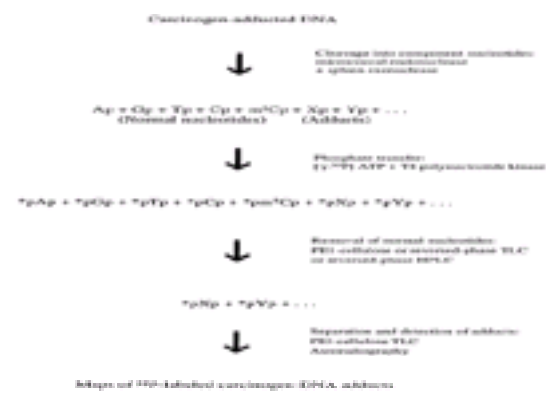 Carcinogen-adducted DNA
Cleavage into component nucleotides:
micrococcal endonuclease
+ spleen exonuclease
Ap + Gp + Tp + Cp + m⁵Cp + Xp + Yp + . . .
(Normal nucleotides) (Adducts)
Phosphate transfer:
[γ-³²P] ATP + T4 polynucleotide kinase
*pAp + *pGp + *pTp + *pCp + *pm⁵Cp + *pXp + *pYp + . . .
Removal of normal nucleotides:
PEI-cellulose or reversed-phase TLC
or reversed-phase HPLC
*pXp + *pYp + . . .
Separation and detection of adducts:
PEI-cellulose TLC
Autoradiography
Maps of ³²P-labeled carcinogen-DNA adducts